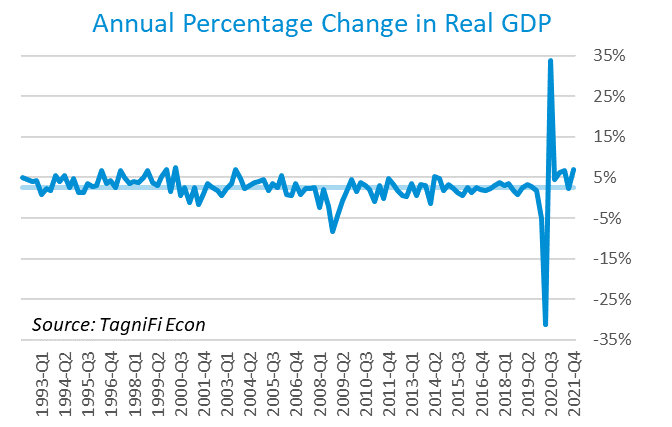 Annual Percentage Change in Real GDP
35%
25%
15%
5%
-5%
-15%
-25%
-35%
Source: TagniFi Econ
1993-Q1
1994-Q2
1995-Q3
1996-Q4
1998-Q1
1999-Q2
2000-Q3
2001-Q4
2003-Q1
2004-Q2
2005-Q3
2006-Q4
2008-Q1
2009-Q2
2010-Q3
2011-Q4
2013-Q1
2014-Q2
2015-Q3
2016-Q4
2018-Q1
2019-Q2
2020-Q3
2021-Q4